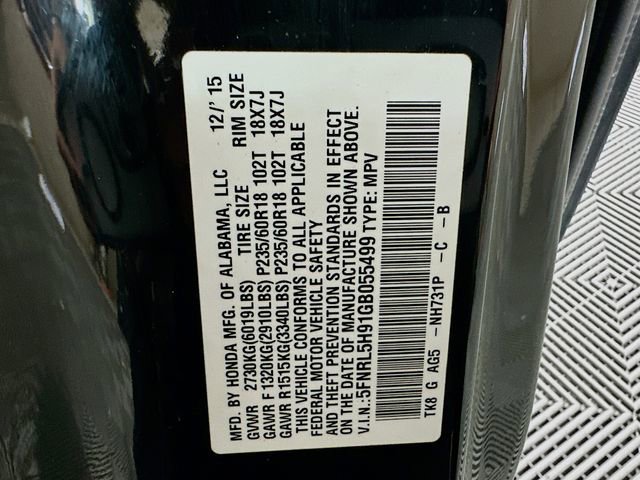 MFD. BY HONDA MFG. OF ALABAMA, LLC 12/' 15
GVWR 2730KG(6019LBS) TIRE SIZE RIM SIZE
GAWR F 1320KG(2910LBS) P235/60R18 102T 18X7J
GAWR R1515KG(3340LBS) P235/60R18 102T 18X7J
THIS VEHICLE CONFORMS TO ALL APPLICABLE
FEDERAL MOTOR VEHICLE SAFETY
AND THEFT PREVENTION STANDARDS IN EFFECT
ON THE DATE OF MANUFACTURE SHOWN ABOVE.
V.I.N.: 5FNRL5H91GB055499 TYPE: MPV
TK8 G AG5 -NH731P -C -B